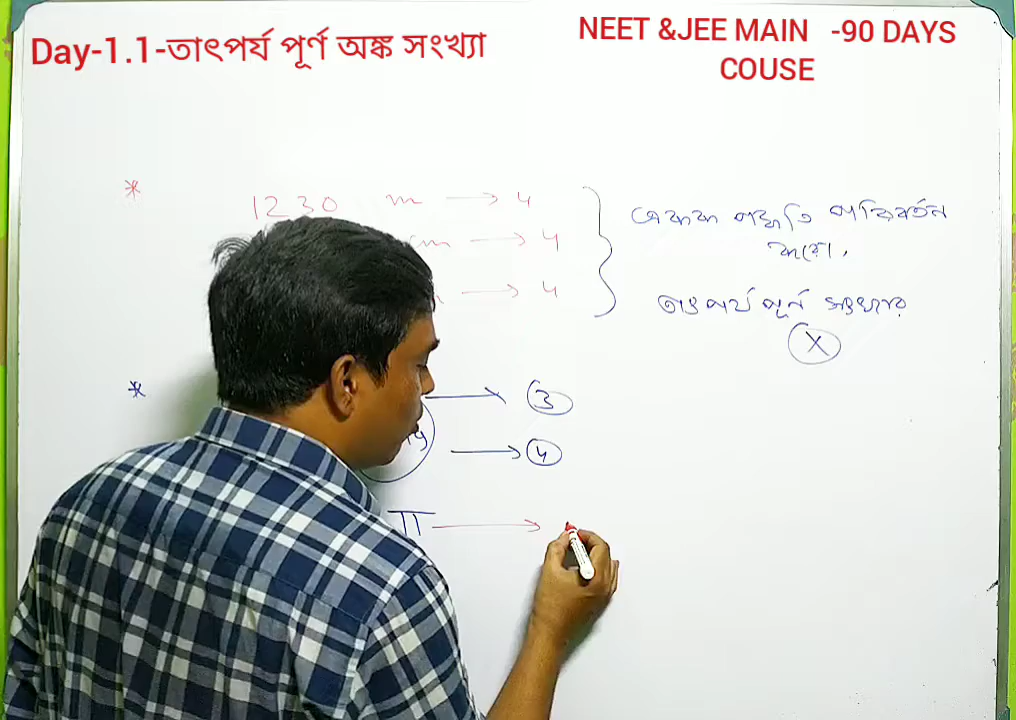 Day-1.1-তাৎপর্য পূর্ণ অঙ্ক সংখ্যা
NEET &JEE MAIN -90 DAYS
COUSE
* 1230 m → 4
cm → 4
→ 4
একক পদ্ধতি পরিবর্তন
করো,
তাৎপর্য পূর্ণ সংখ্যার
X
* → 3
→ 4
π →